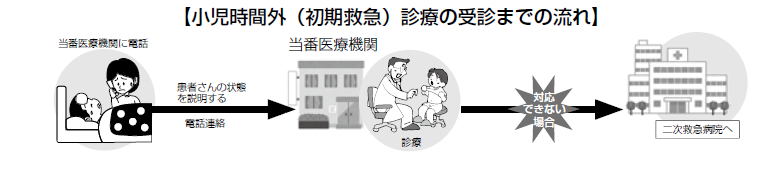 【小児時間外（初期救急）診療の受診までの流れ】
当番医療機関に電話
患者さんの状態
を説明する
電話連絡
当番医療機関
診療
対応
できない
場合
二次救急病院へ